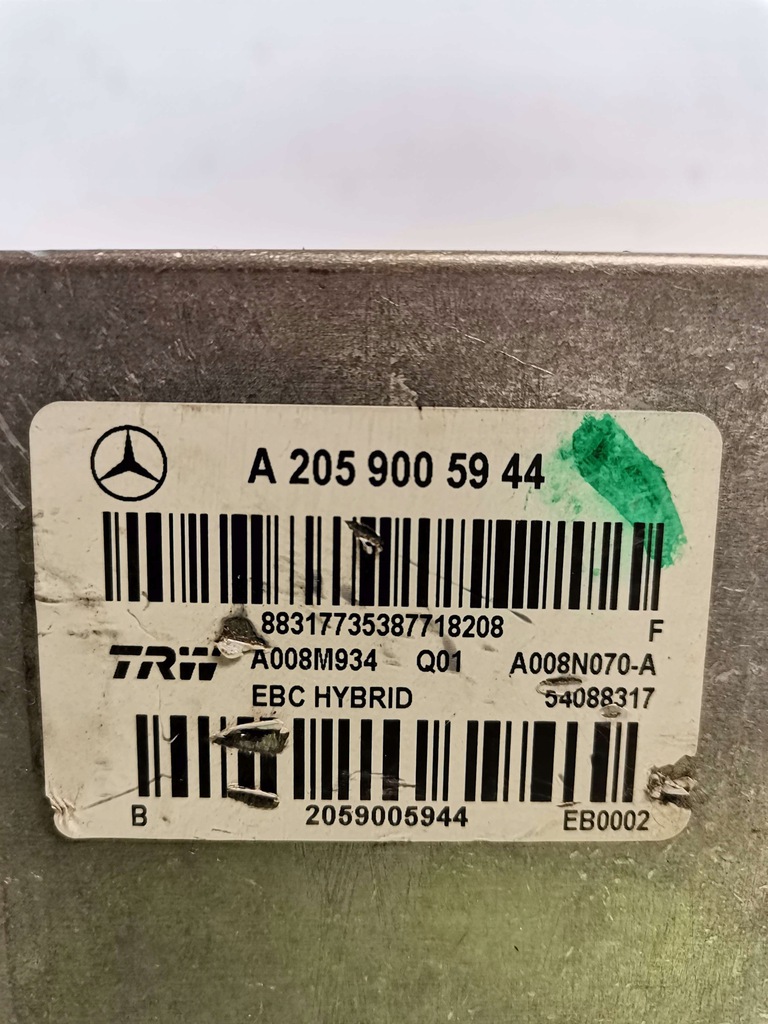 A 205 900 59 44
88317735387718208 F
TRW A008M934 Q01 A008N070-A
EBC HYBRID 54088317
B 2059005944 EB0002